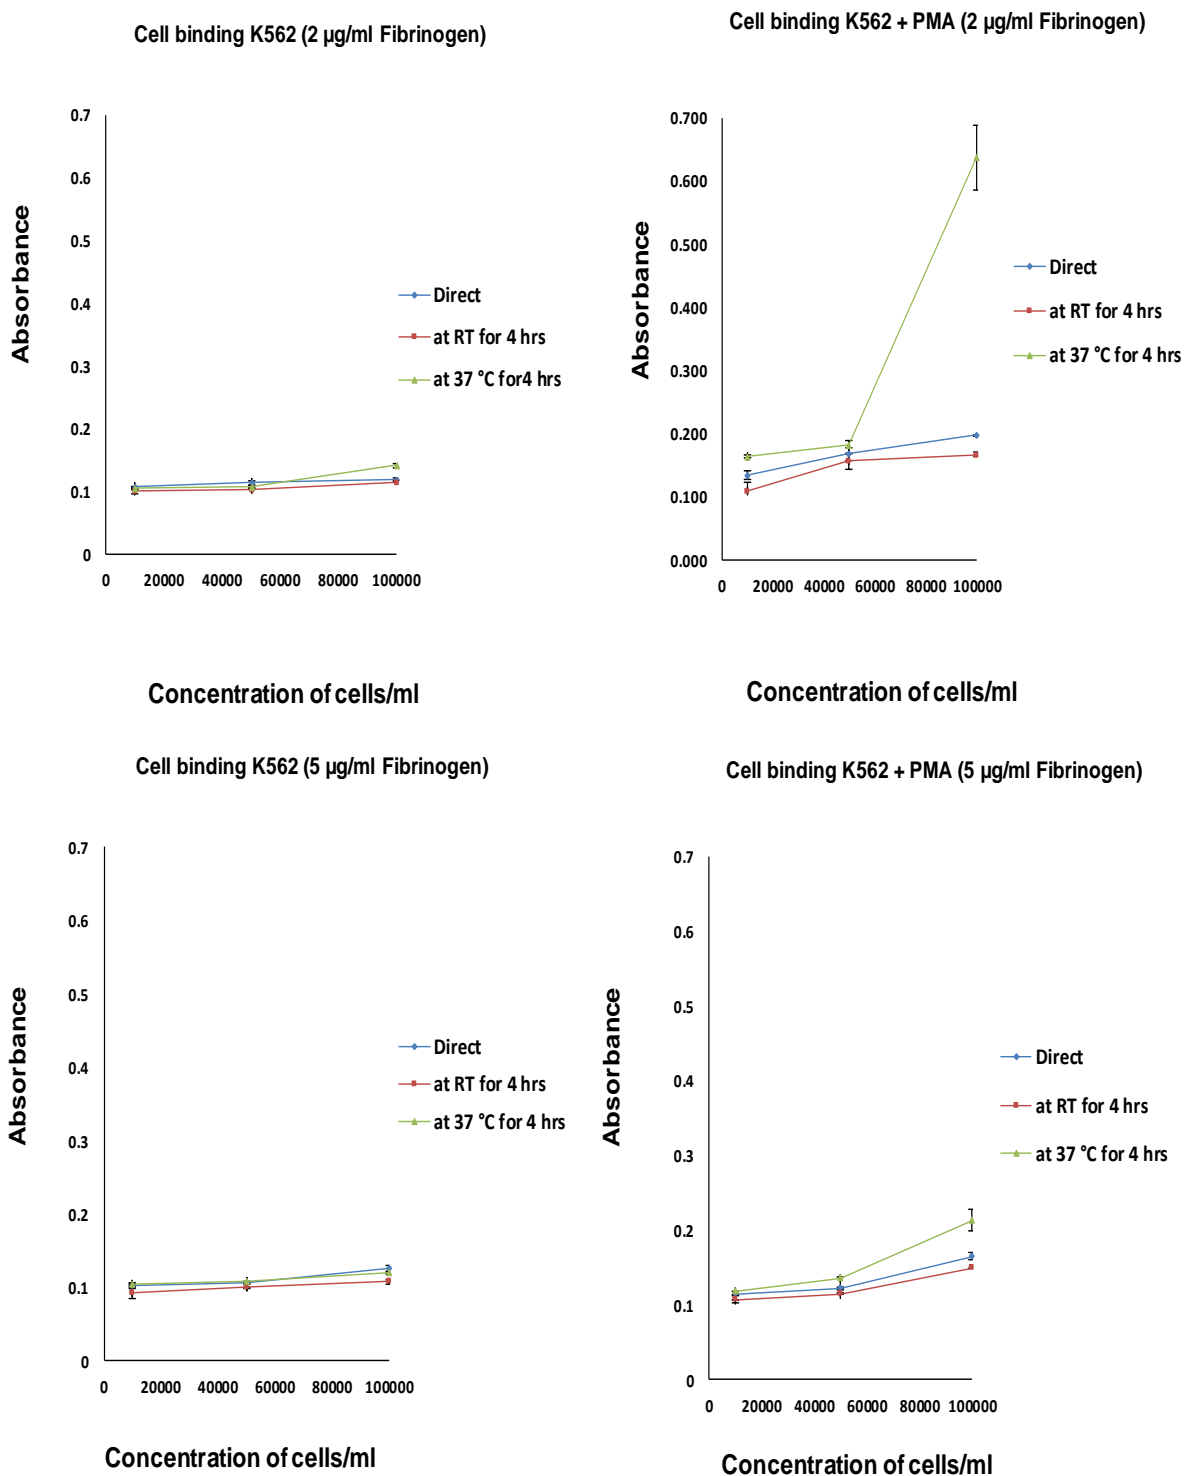 Cell binding K562 (2 µg/ml Fibrinogen)
0.7
0.6
0.5
0.4
0.3
0.2
0.1
0
Absorbance
Direct
at RT for 4 hrs
at 37 °C for4 hrs
0 20000 40000 60000 80000 100000
Concentration of cells/ml
Cell binding K562 + PMA (2 µg/ml Fibrinogen)
0.700
0.600
0.500
0.400
0.300
0.200
0.100
0.000
Absorbance
Direct
at RT for 4 hrs
at 37 °C for 4 hrs
0 20000 40000 60000 80000 100000
Concentration of cells/ml
Cell binding K562 (5 µg/ml Fibrinogen)
0.7
0.6
0.5
0.4
0.3
0.2
0.1
0
Absorbance
Direct
at RT for 4 hrs
at 37 °C for 4 hrs
0 20000 40000 60000 80000 100000
Concentration of cells/ml
Cell binding K562 + PMA (5 µg/ml Fibrinogen)
0.7
0.6
0.5
0.4
0.3
0.2
0.1
0
Absorbance
Direct
at RT for 4 hrs
at 37 °C for 4 hrs
0 20000 40000 60000 80000 100000
Concentration of cells/ml